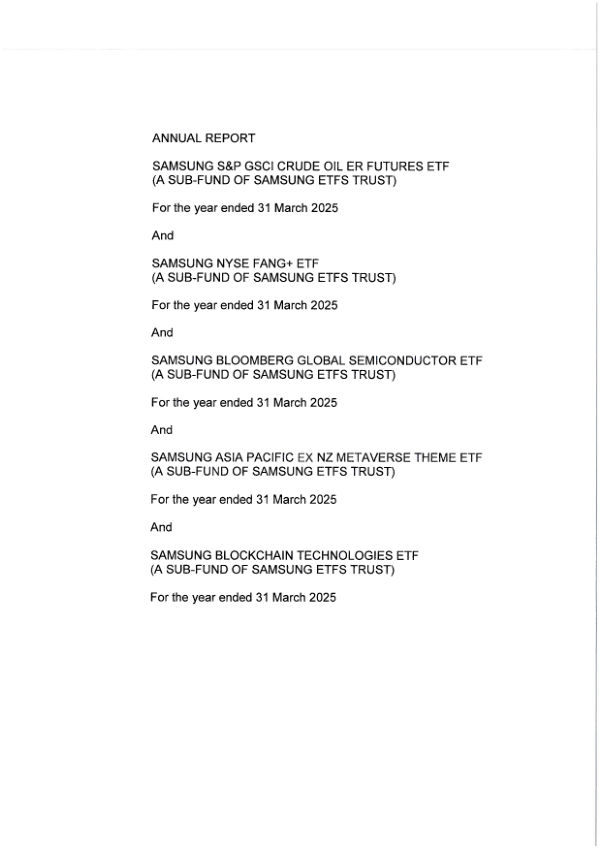 ANNUAL REPORT
SAMSUNG S&P GSCI CRUDE OIL ER FUTURES ETF
(A SUB-FUND OF SAMSUNG ETFS TRUST)
For the year ended 31 March 2025
And
SAMSUNG NYSE FANG+ ETF
(A SUB-FUND OF SAMSUNG ETFS TRUST)
For the year ended 31 March 2025
And
SAMSUNG BLOOMBERG GLOBAL SEMICONDUCTOR ETF
(A SUB-FUND OF SAMSUNG ETFS TRUST)
For the year ended 31 March 2025
And
SAMSUNG ASIA PACIFIC EX NZ METAVERSE THEME ETF
(A SUB-FUND OF SAMSUNG ETFS TRUST)
For the year ended 31 March 2025
And
SAMSUNG BLOCKCHAIN TECHNOLOGIES ETF
(A SUB-FUND OF SAMSUNG ETFS TRUST)
For the year ended 31 March 2025